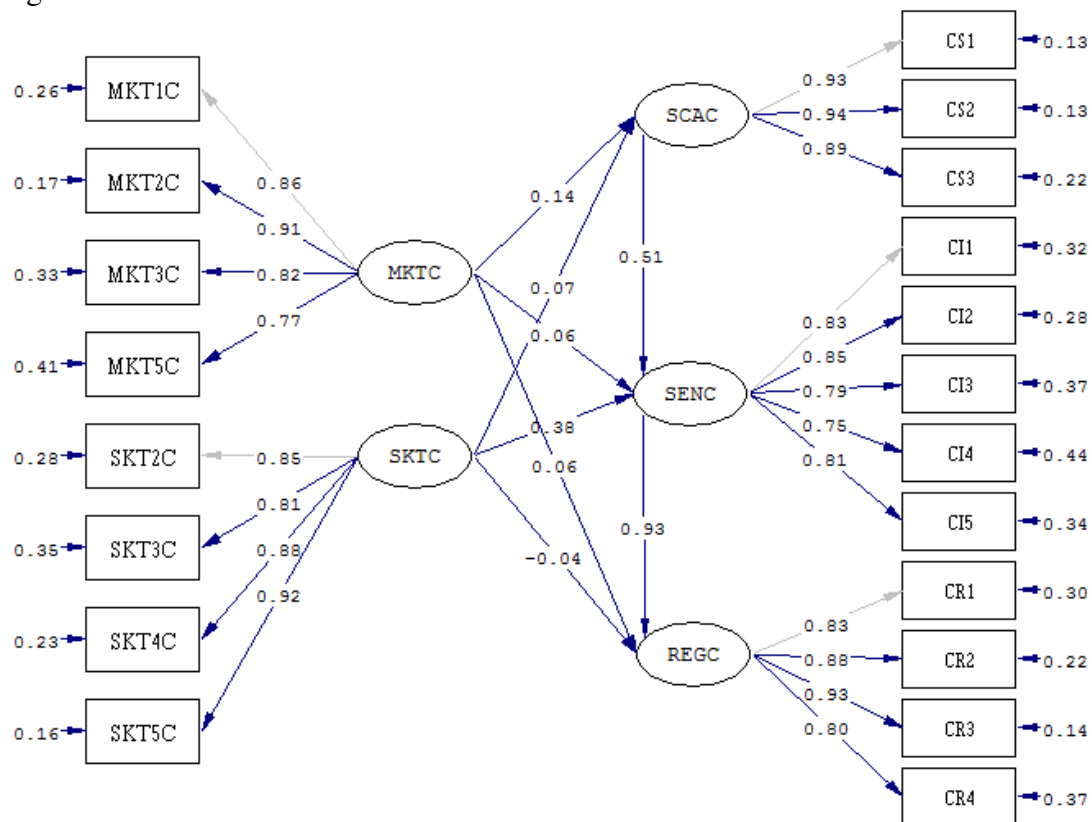 g
CS1
0.13
0.93
0.26
MKT1C
SCAC
0.94
CS2
0.13
0.89
0.17
MKT2C
0.86
0.14
CS3
0.22
0.91
CI1
0.32
0.33
MKT3C
0.82
MKTC
0.51
0.07
0.83
CI2
0.28
0.77
0.06
0.85
0.41
MKT5C
SENC
0.79
CI3
0.37
0.38
0.75
0.28
SKT2C
0.85
SKTC
0.06
0.81
CI4
0.44
0.81
CI5
0.34
0.35
SKT3C
0.88
0.93
-0.04
0.92
CR1
0.30
0.83
0.23
SKT4C
REGC
0.88
CR2
0.22
0.93
0.16
SKT5C
0.80
CR3
0.14
CR4
0.37